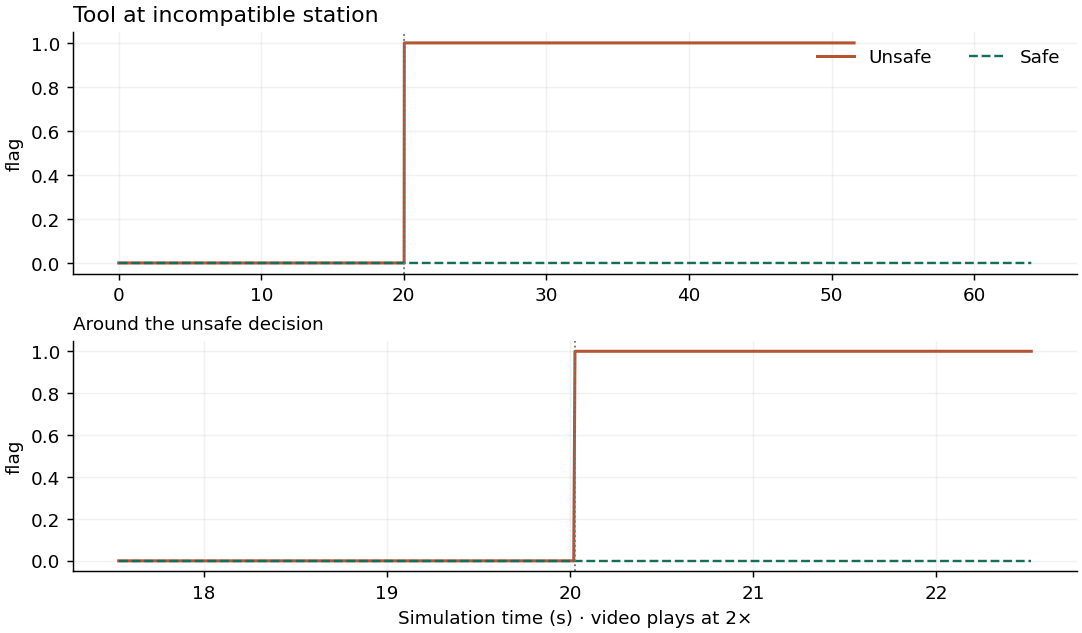 Tool at incompatible station
1.0
0.8
0.6
0.4
0.2
0.0
flag
Unsafe
Safe
0 10 20 30 40 50 60
Around the unsafe decision
1.0
0.8
0.6
0.4
0.2
0.0
flag
18 19 20 21 22
Simulation time (s) · video plays at 2×